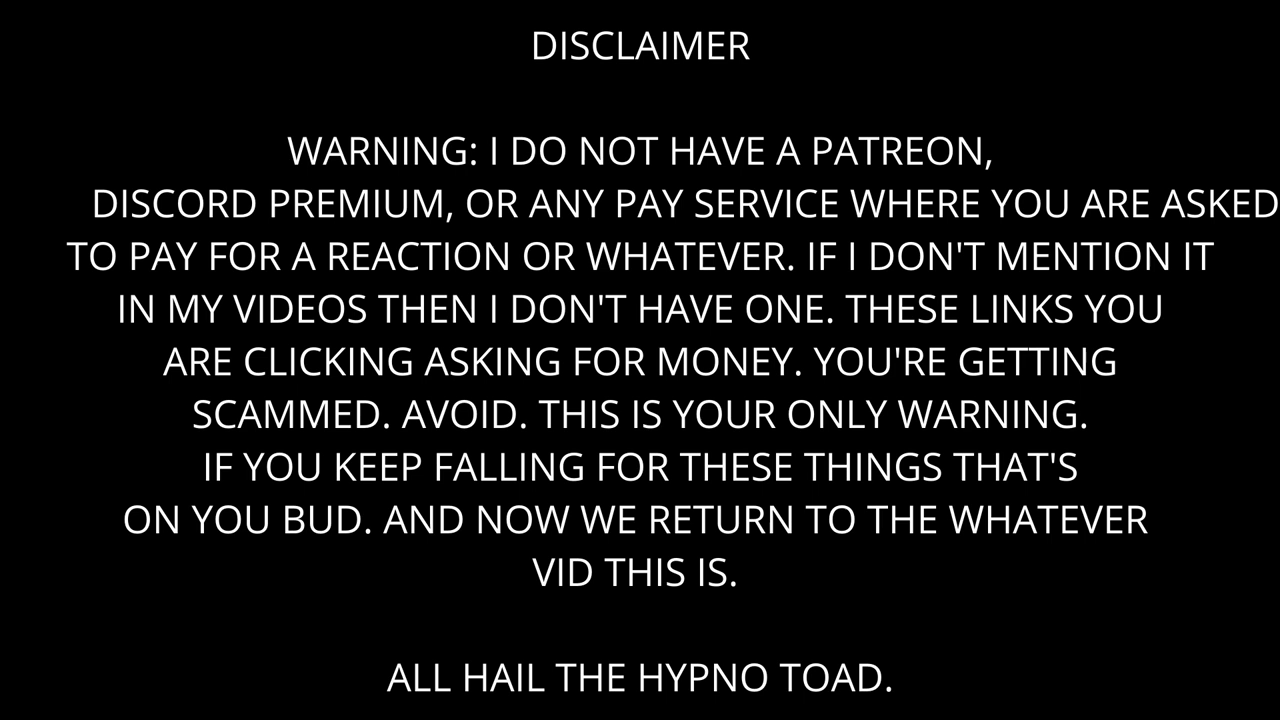 DISCLAIMER
WARNING: I DO NOT HAVE A PATREON,
DISCORD PREMIUM, OR ANY PAY SERVICE WHERE YOU ARE ASKED
TO PAY FOR A REACTION OR WHATEVER. IF I DON'T MENTION IT
IN MY VIDEOS THEN I DON'T HAVE ONE. THESE LINKS YOU
ARE CLICKING ASKING FOR MONEY. YOU'RE GETTING
SCAMMED. AVOID. THIS IS YOUR ONLY WARNING.
IF YOU KEEP FALLING FOR THESE THINGS THAT'S
ON YOU BUD. AND NOW WE RETURN TO THE WHATEVER
VID THIS IS.
ALL HAIL THE HYPNO TOAD.